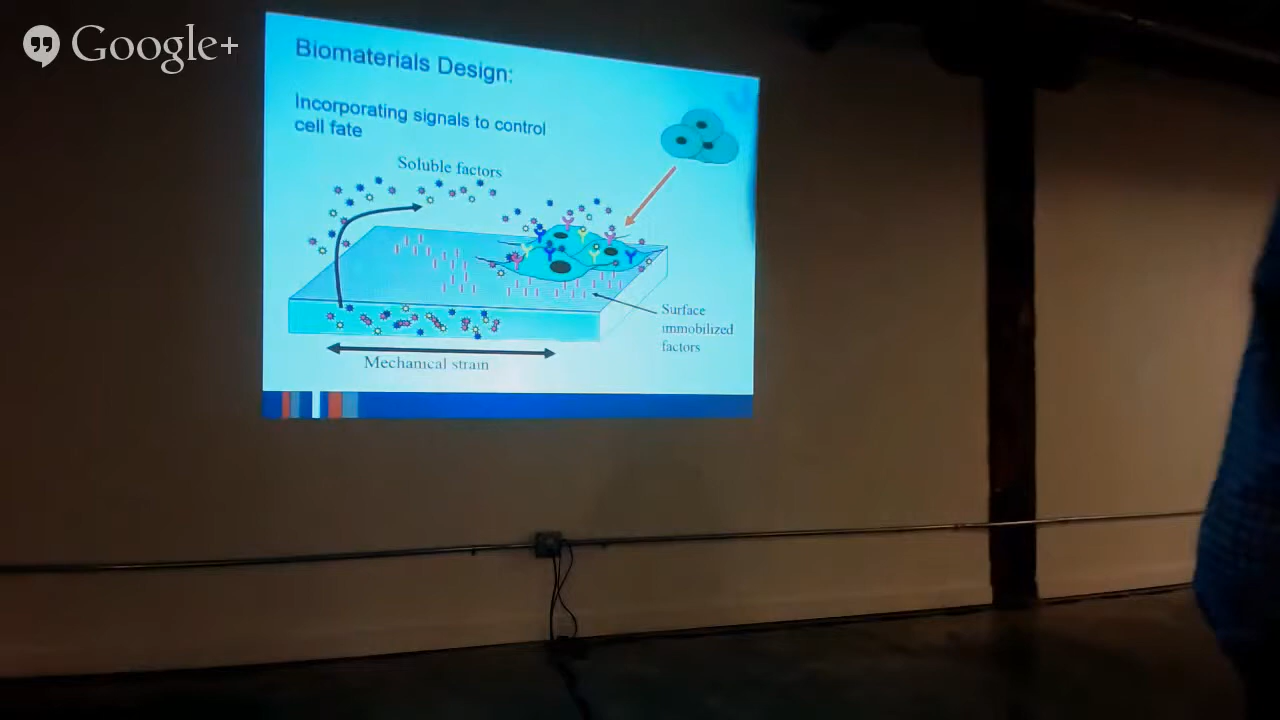 Google+
Biomaterials Design:
Incorporating signals to control
cell fate
Soluble factors
Surface
immobilized
factors
Mechanical strain